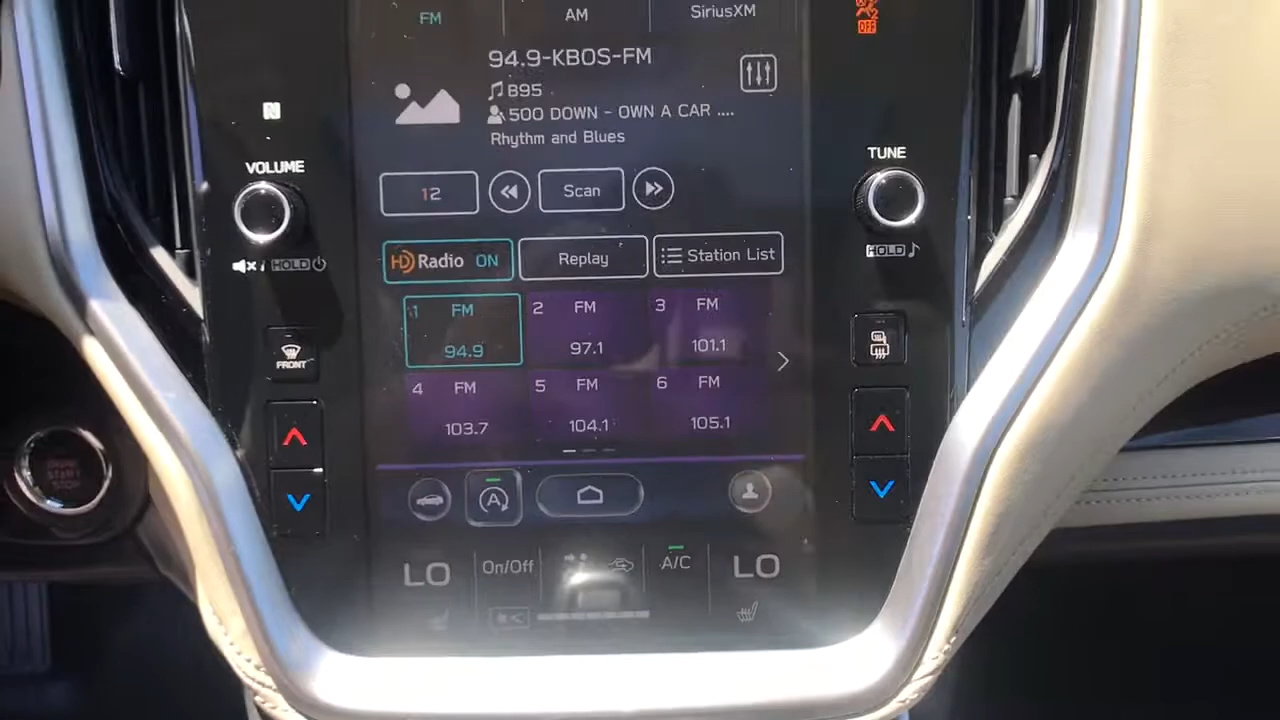 FM AM SiriusXM
2
OFF
94.9-KBOS-FM
B95
500 DOWN - OWN A CAR ....
Rhythm and Blues
N
VOLUME
TUNE
12 Scan
HOLD
HOLD
HD Radio ON Replay Station List
1 FM 2 FM 3 FM
94.9 97.1 101.1
FRONT
4 FM 5 FM 6 FM
103.7 104.1 105.1
START
STOP
A
LO On/Off A/C LO